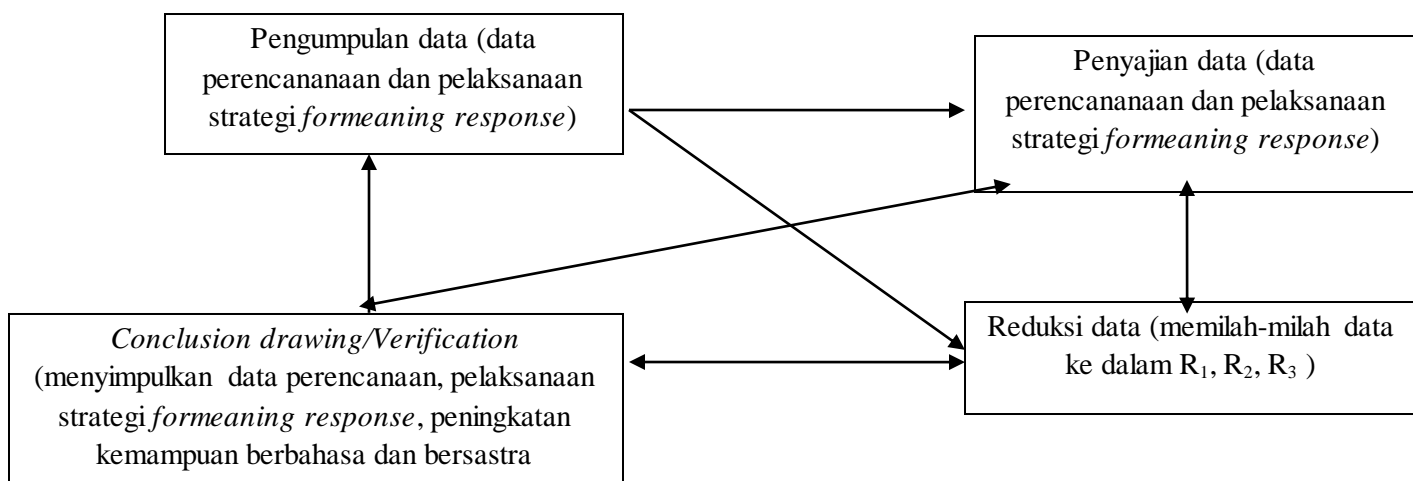 Pengumpulan data (data
perencananaan dan pelaksanaan
strategi formeaning response)
Penyajian data (data
perencananaan dan pelaksanaan
strategi formeaning response)
Conclusion drawing/Verification
(menyimpulkan data perencanaan, pelaksanaan
strategi formeaning response, peningkatan
kemampuan berbahasa dan bersastra
Reduksi data (memilah-milah data
ke dalam R₁, R₂, R₃ )